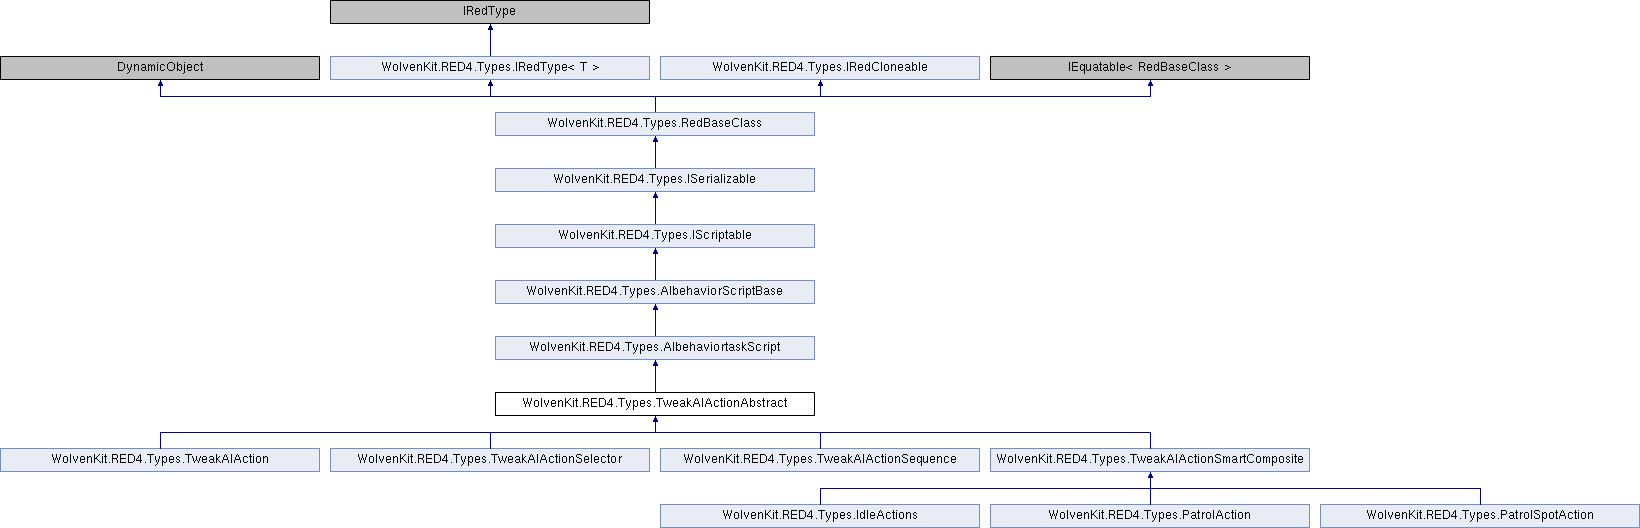 IRedType
DynamicObject
WolvenKit.RED4.Types.IRedType< T >
WolvenKit.RED4.Types.IRedCloneable
IEquatable< RedBaseClass >
WolvenKit.RED4.Types.RedBaseClass
WolvenKit.RED4.Types.ISerializable
WolvenKit.RED4.Types.IScriptable
WolvenKit.RED4.Types.AIbehaviorScriptBase
WolvenKit.RED4.Types.AIbehaviortaskScript
WolvenKit.RED4.Types.TweakAIActionAbstract
WolvenKit.RED4.Types.TweakAIAction
WolvenKit.RED4.Types.TweakAIActionSelector
WolvenKit.RED4.Types.TweakAIActionSequence
WolvenKit.RED4.Types.TweakAIActionSmartComposite
WolvenKit.RED4.Types.IdleActions
WolvenKit.RED4.Types.PatrolAction
WolvenKit.RED4.Types.PatrolSpotAction